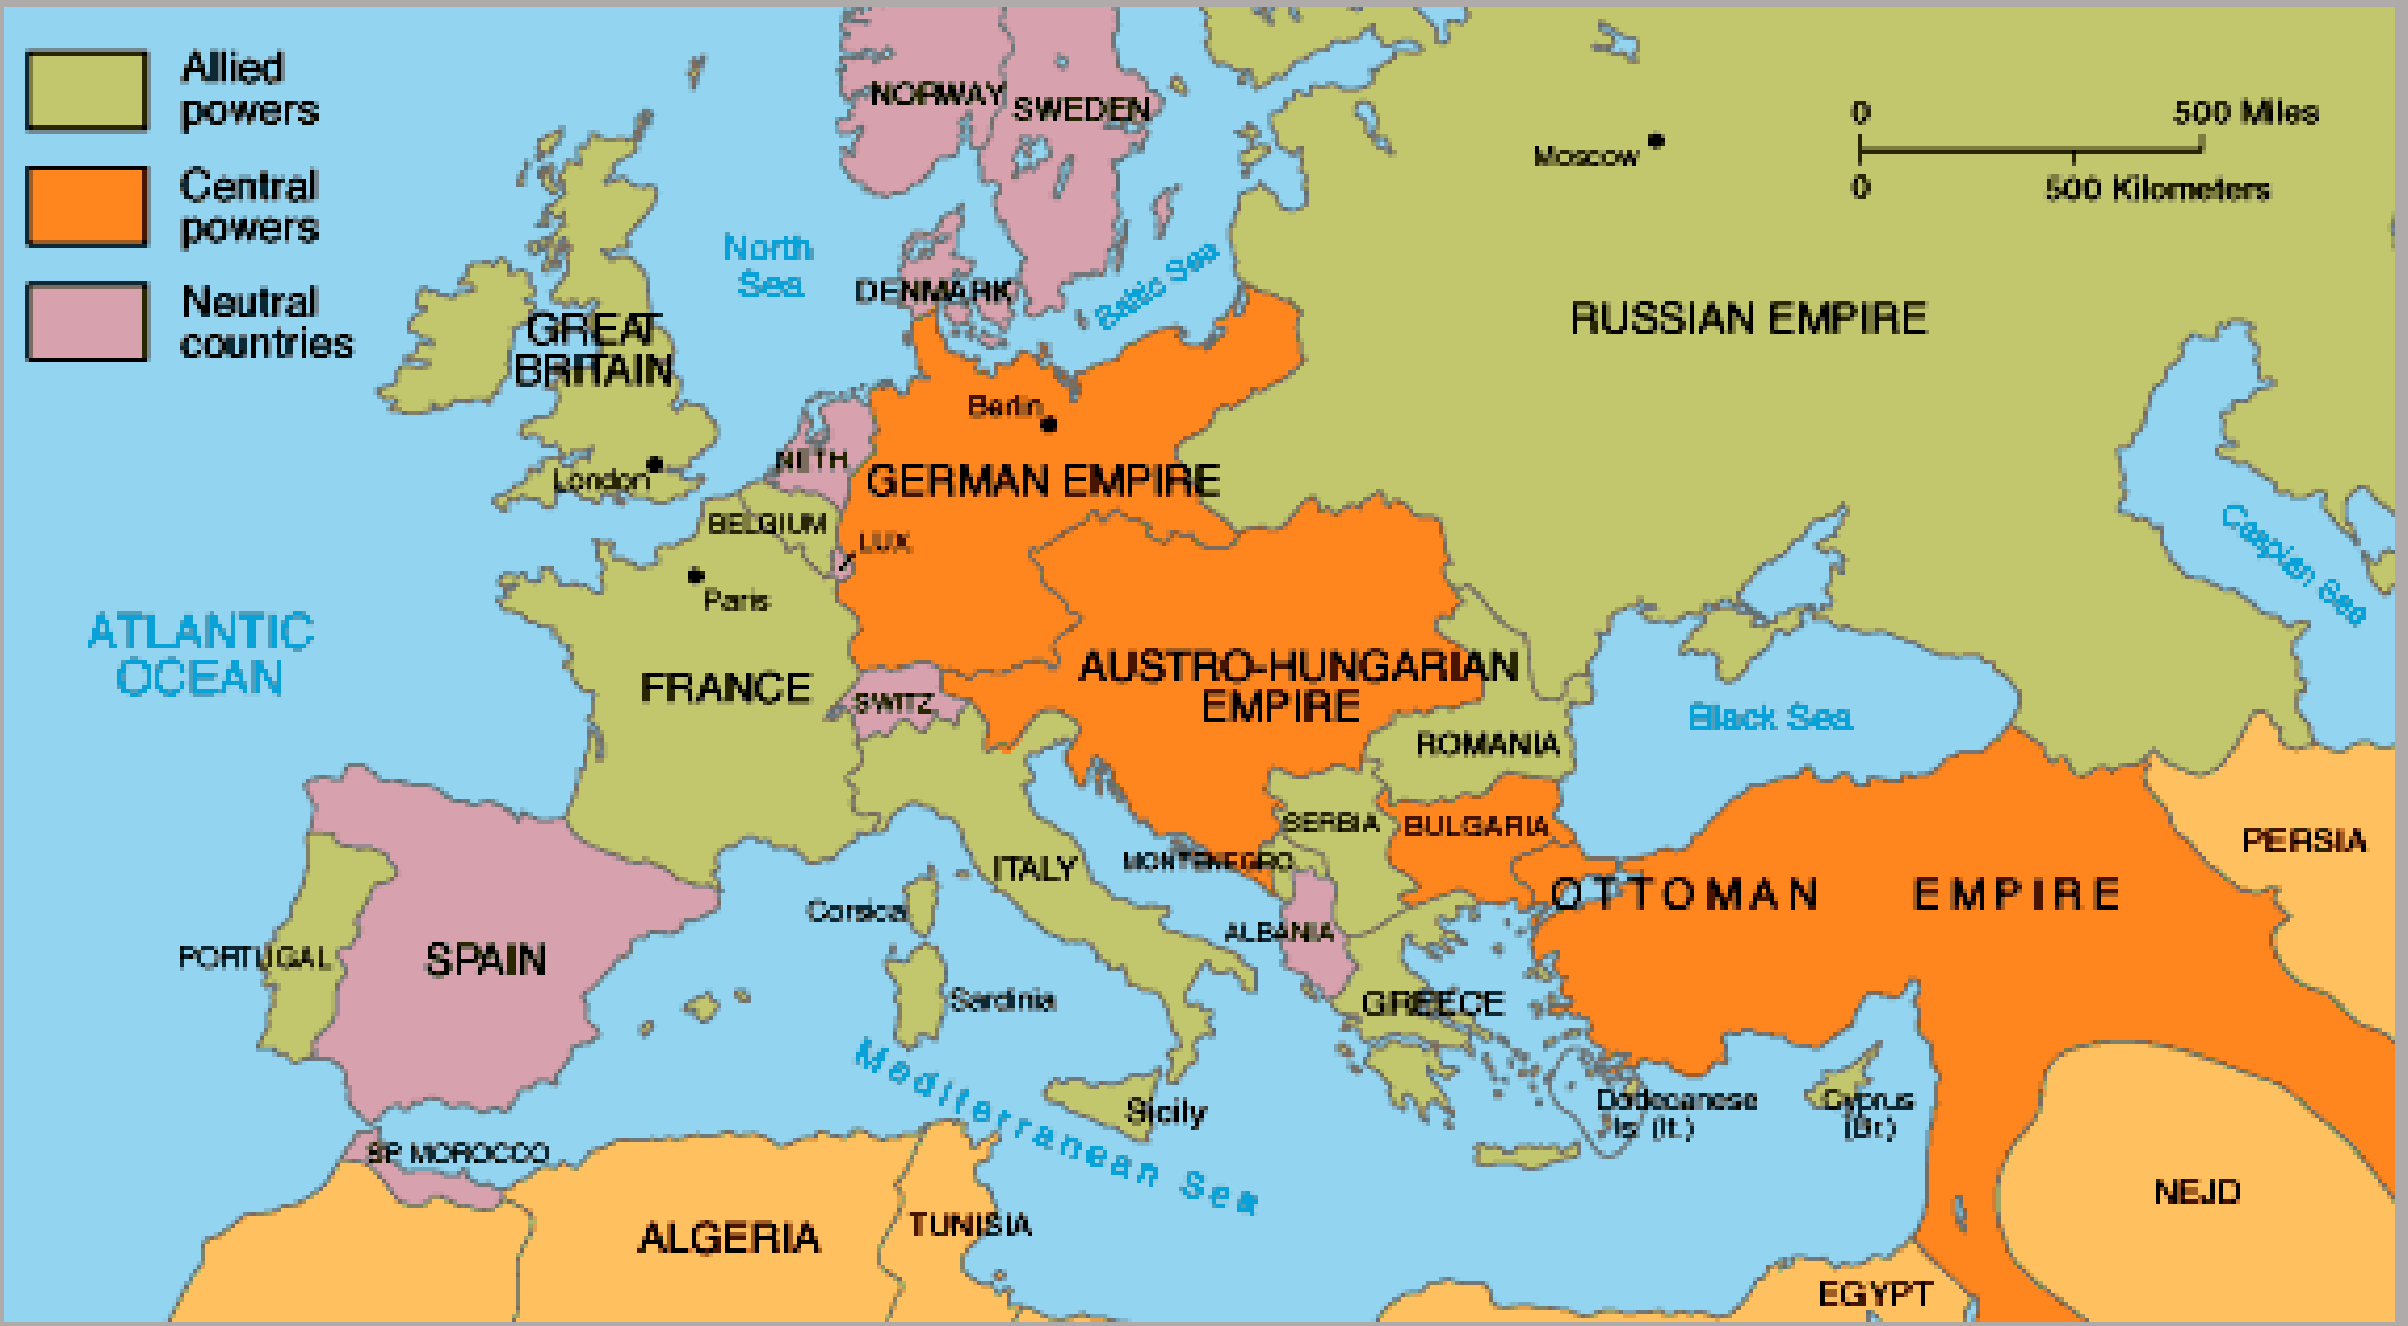 Allied
powers
Central
powers
Neutral
countries
NORWAY
SWEDEN
0
500 Miles
Moscow
0
500 Kilometers
North
Sea
Baltic Sea
DENMARK
RUSSIAN EMPIRE
GREAT
BRITAIN
Berlin
NETH
London
GERMAN EMPIRE
BELGIUM
LUX
Caspian Sea
Paris
ATLANTIC
OCEAN
FRANCE
AUSTRO-HUNGARIAN
EMPIRE
SWITZ
Black Sea
ROMANIA
SERBIA
BULGARIA
PERSIA
MONTENEGRO
ITALY
OTTOMAN EMPIRE
Corsica
ALBANIA
PORTUGAL
SPAIN
Sardinia
GREECE
Mediterranean Sea
Sicily
Dodecanese
Is. (It.)
Cyprus
(Br.)
SP. MOROCCO
NEJD
ALGERIA
TUNISIA
EGYPT